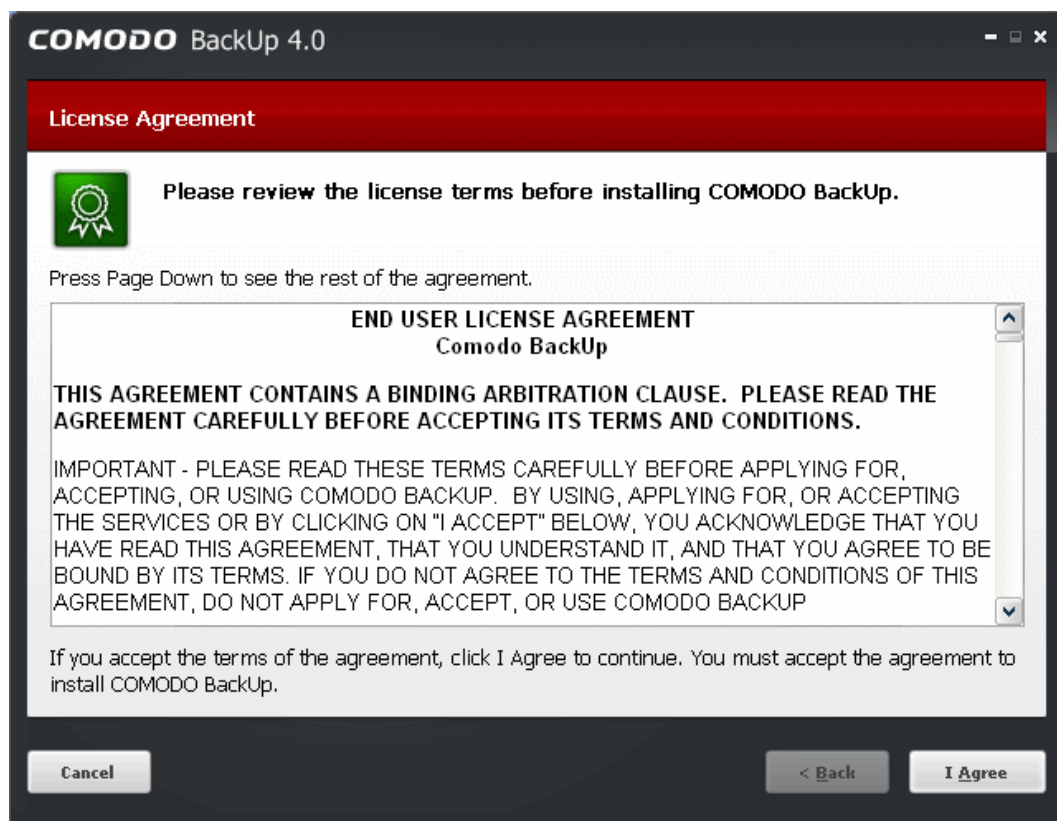 COMODO BackUp 4.0
License Agreement
Please review the license terms before installing COMODO BackUp.
Press Page Down to see the rest of the agreement.
END USER LICENSE AGREEMENT
Comodo BackUp
THIS AGREEMENT CONTAINS A BINDING ARBITRATION CLAUSE.  PLEASE READ THE
AGREEMENT CAREFULLY BEFORE ACCEPTING ITS TERMS AND CONDITIONS.
IMPORTANT - PLEASE READ THESE TERMS CAREFULLY BEFORE APPLYING FOR,
ACCEPTING, OR USING COMODO BACKUP.  BY USING, APPLYING FOR, OR ACCEPTING
THE SERVICES OR BY CLICKING ON "I ACCEPT" BELOW, YOU ACKNOWLEDGE THAT YOU
HAVE READ THIS AGREEMENT, THAT YOU UNDERSTAND IT, AND THAT YOU AGREE TO BE
BOUND BY ITS TERMS. IF YOU DO NOT AGREE TO THE TERMS AND CONDITIONS OF THIS
AGREEMENT, DO NOT APPLY FOR, ACCEPT, OR USE COMODO BACKUP
If you accept the terms of the agreement, click I Agree to continue. You must accept the agreement to
install COMODO BackUp.
Cancel
< Back
I Agree